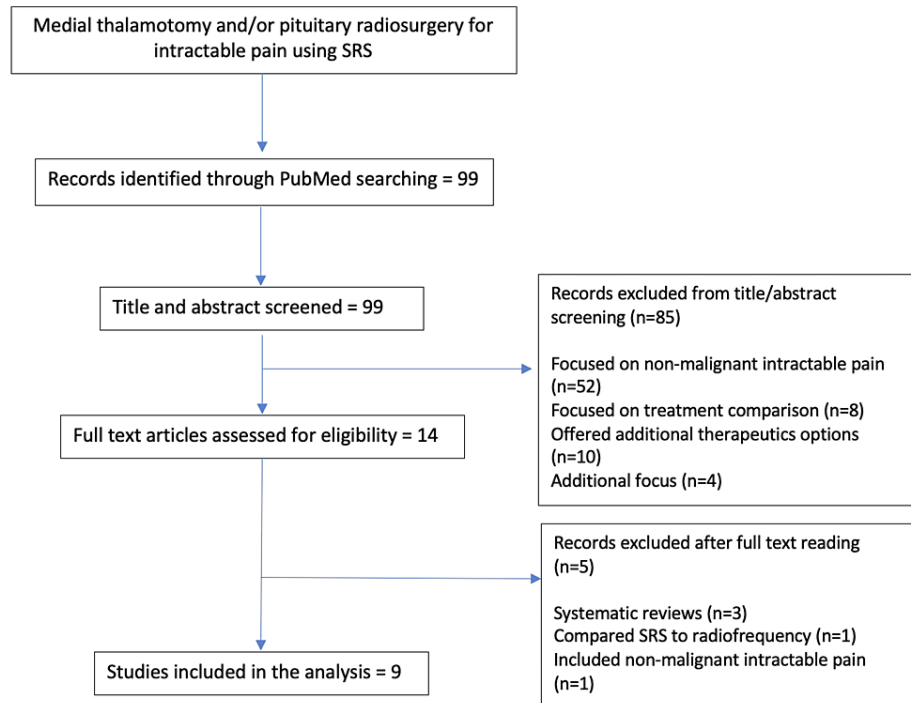 Medial thalamotomy and/or pituitary radiosurgery for
intractable pain using SRS
Records identified through PubMed searching = 99
Title and abstract screened = 99
Records excluded from title/abstract
screening (n=85)
Focused on non-malignant intractable pain
(n=52)
Focused on treatment comparison (n=8)
Offered additional therapeutics options
(n=10)
Additional focus (n=4)
Full text articles assessed for eligibility = 14
Records excluded after full text reading
(n=5)
Systematic reviews (n=3)
Compared SRS to radiofrequency (n=1)
Included non-malignant intractable pain
(n=1)
Studies included in the analysis = 9